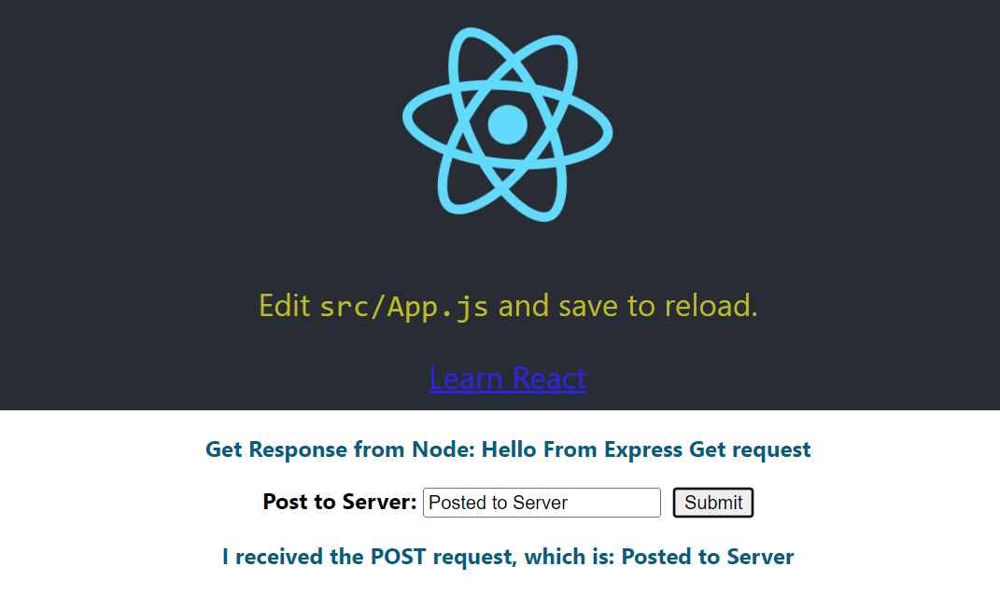 Edit src/App.js and save to reload.
Learn React
Get Response from Node: Hello From Express Get request
Post to Server: Posted to Server Submit
I received the POST request, which is: Posted to Server